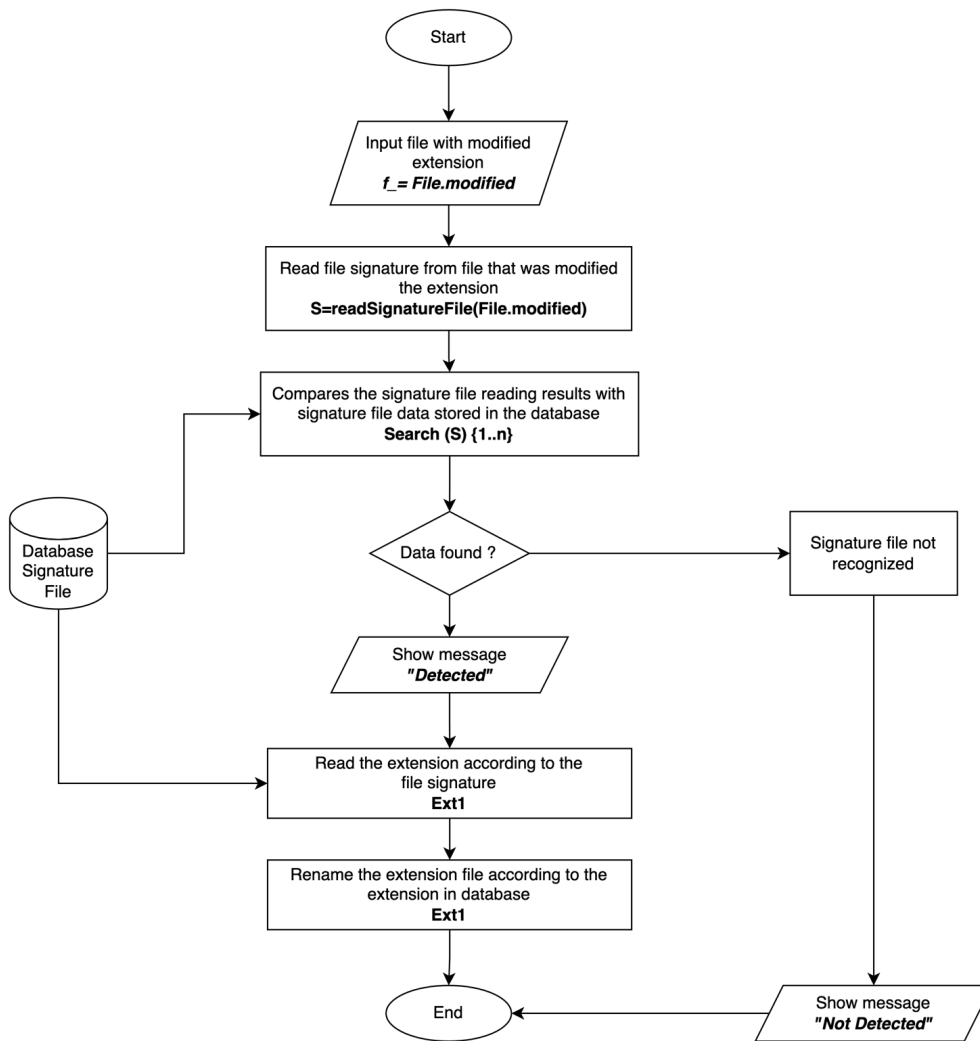 Start
Input file with modified
extension
f_= File.modified
Read file signature from file that was modified
the extension
S=readSignatureFile(File.modified)
Compares the signature file reading results with
signature file data stored in the database
Search (S) {1..n}
Database
Signature
File
Data found ?
Signature file not
recognized
Show message
"Detected"
Read the extension according to the
file signature
Ext1
Rename the extension file according to the
extension in database
Ext1
End
Show message
"Not Detected"